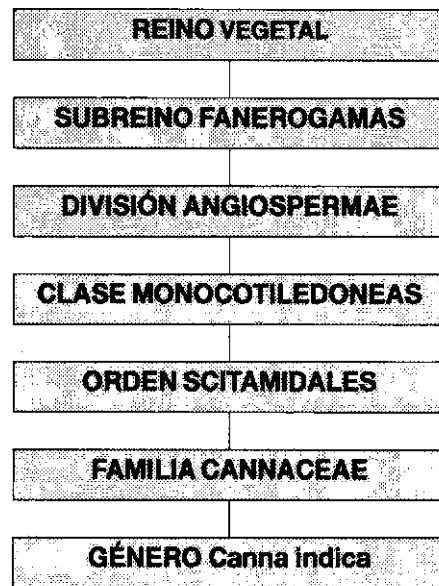 REINO VEGETAL
SUBREINO FANEROGAMAS
DIVISIÓN ANGIOSPERMAE
CLASE MONOCOTILEDONEAS
ORDEN SCITAMIDALES
FAMILIA CANNACEAE
GÉNERO Canna indica